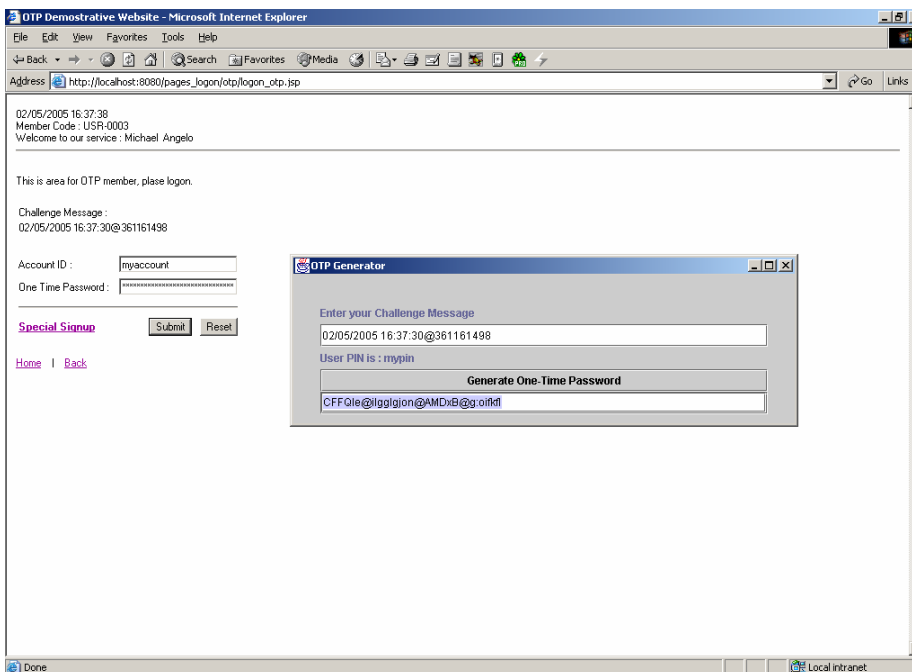 OTP Demostrative Website - Microsoft Internet Explorer
File Edit View Favorites Tools Help
Back Search Favorites Media
Address http://localhost:8080/pages_logon/otp/logon_otp.jsp Go Links
02/05/2005 16:37:38
Member Code : USR-0003
Welcome to our service : Michael Angelo
This is area for OTP member, plase logon.
Challenge Message :
02/05/2005 16:37:30@361161498
Account ID : myaccount
One Time Password : ******************************
Special Signup Submit Reset
Home | Back
OTP Generator
Enter your Challenge Message
02/05/2005 16:37:30@361161498
User PIN is : mypin
Generate One-Time Password
Done
Local intranet